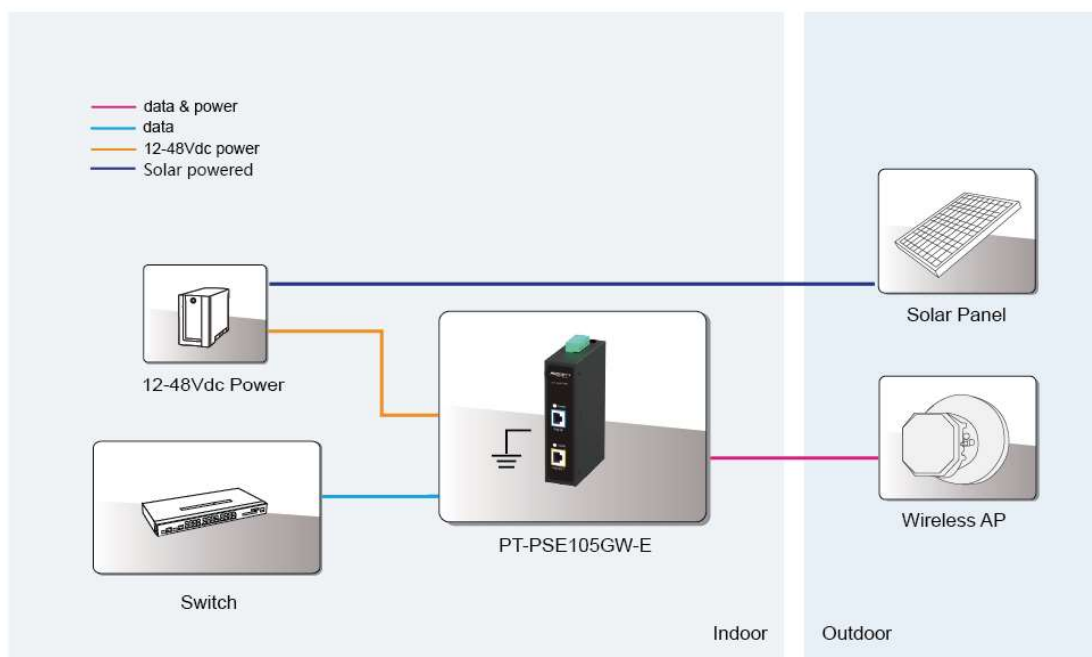 data & power
data
12-48Vdc power
Solar powered
Solar Panel
12-48Vdc Power
Wireless AP
PT-PSE105GW-E
Switch
Indoor
Outdoor